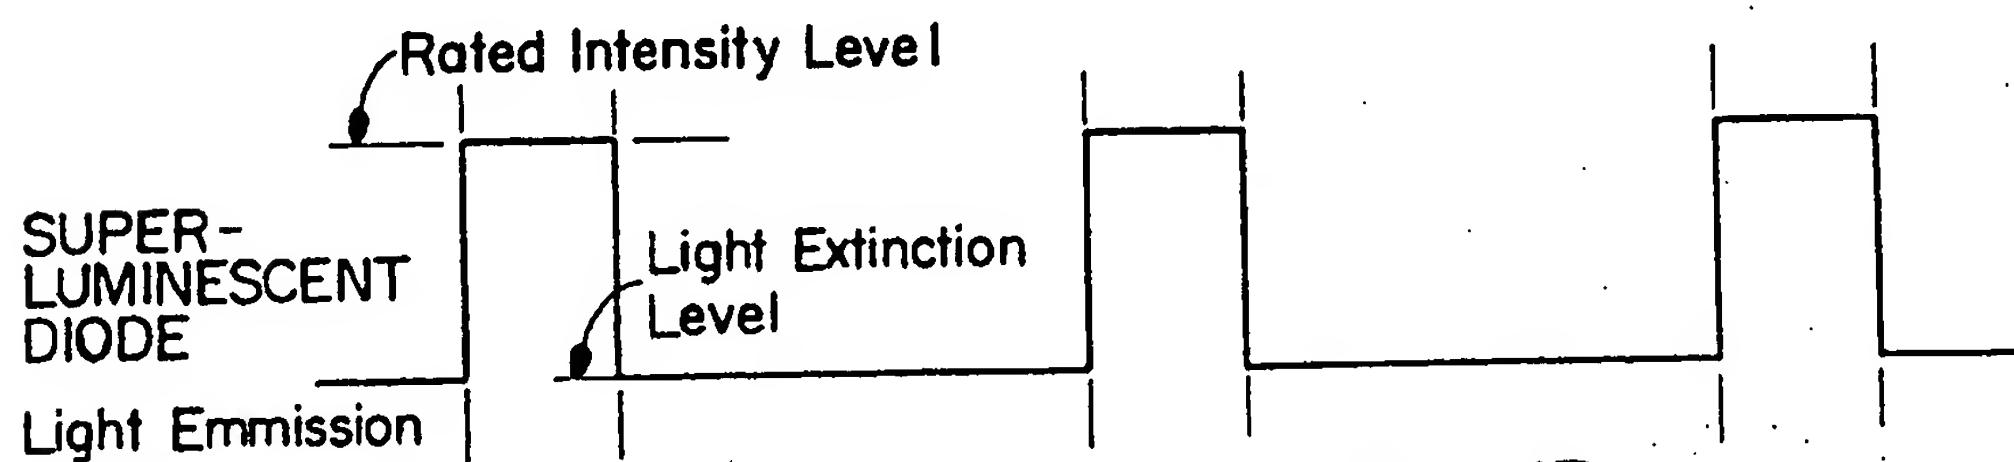 Rated Intensity Level
SUPER-
LUMINESCENT
DIODE
Light Extinction
Level
Light Emmission